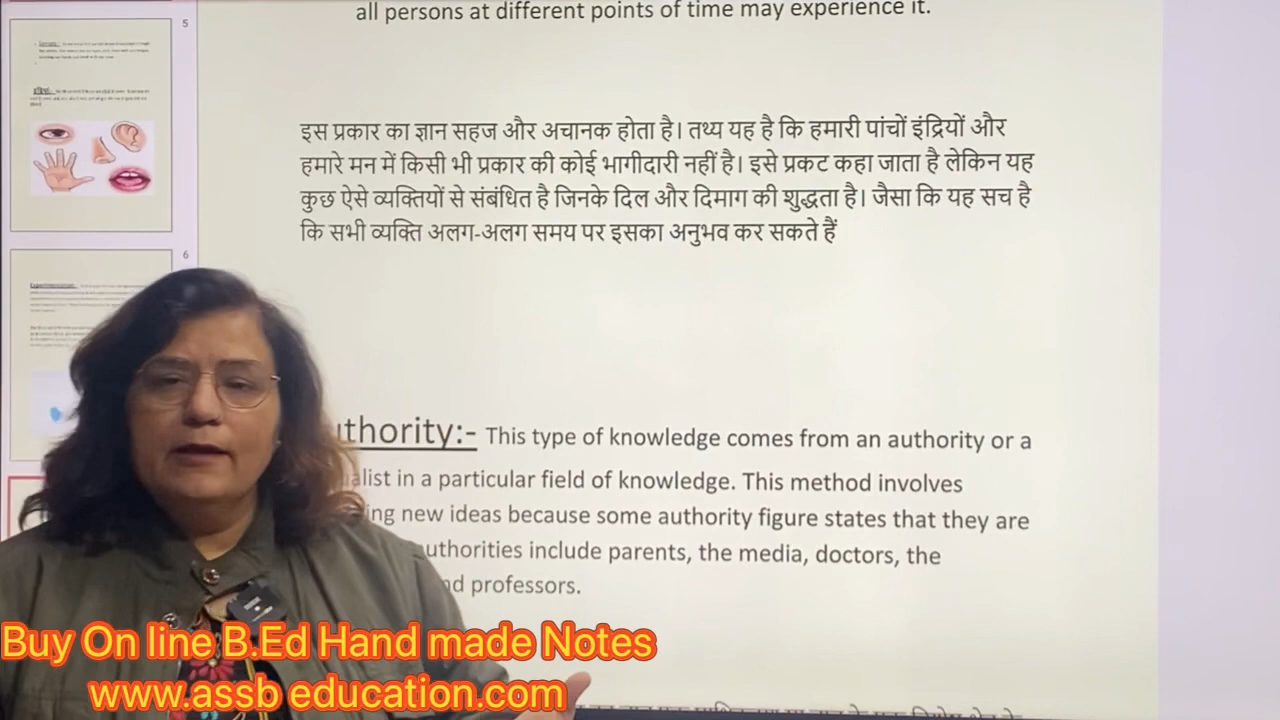 all persons at different points of time may experience it.
इस प्रकार का ज्ञान सहज और अचानक होता है। तथ्य यह है कि हमारी पांचों इंद्रियों और
हमारे मन में किसी भी प्रकार की कोई भागीदारी नहीं है। इसे प्रकट कहा जाता है लेकिन यह
कुछ ऐसे व्यक्तियों से संबंधित है जिनके दिल और दिमाग की शुद्धता है। जैसा कि यह सच है
कि सभी व्यक्ति अलग-अलग समय पर इसका अनुभव कर सकते हैं
thority:- This type of knowledge comes from an authority or a
alist in a particular field of knowledge. This method involves
ing new ideas because some authority figure states that they are
uthorities include parents, the media, doctors, the
nd professors.
5
6
Buy On line B.Ed Hand made Notes
www.assb education.com